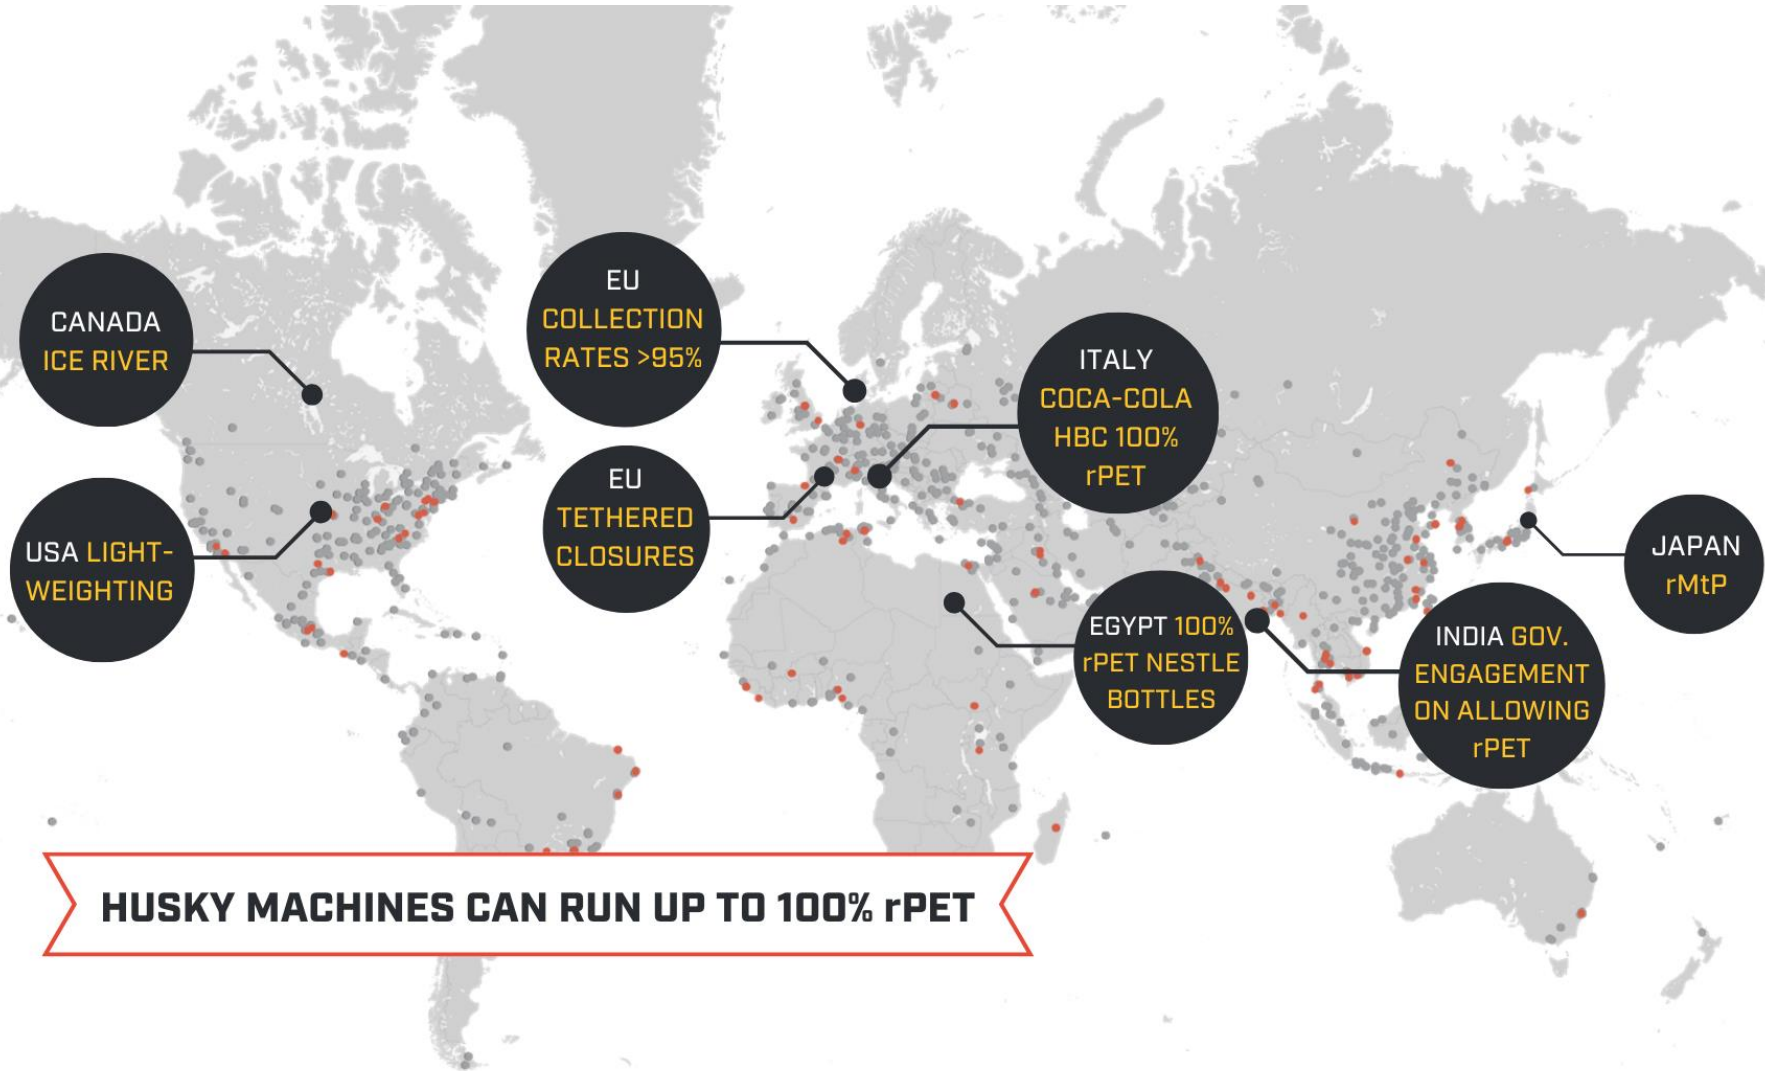 CANADA
ICE RIVER
USA LIGHT-
WEIGHTING
EU
COLLECTION
RATES >95%
EU
TETHERED
CLOSURES
ITALY
COCA-COLA
HBC 100%
rPET
EGYPT 100%
rPET NESTLE
BOTTLES
INDIA GOV.
ENGAGEMENT
ON ALLOWING
rPET
JAPAN
rMtP
HUSKY MACHINES CAN RUN UP TO 100% rPET